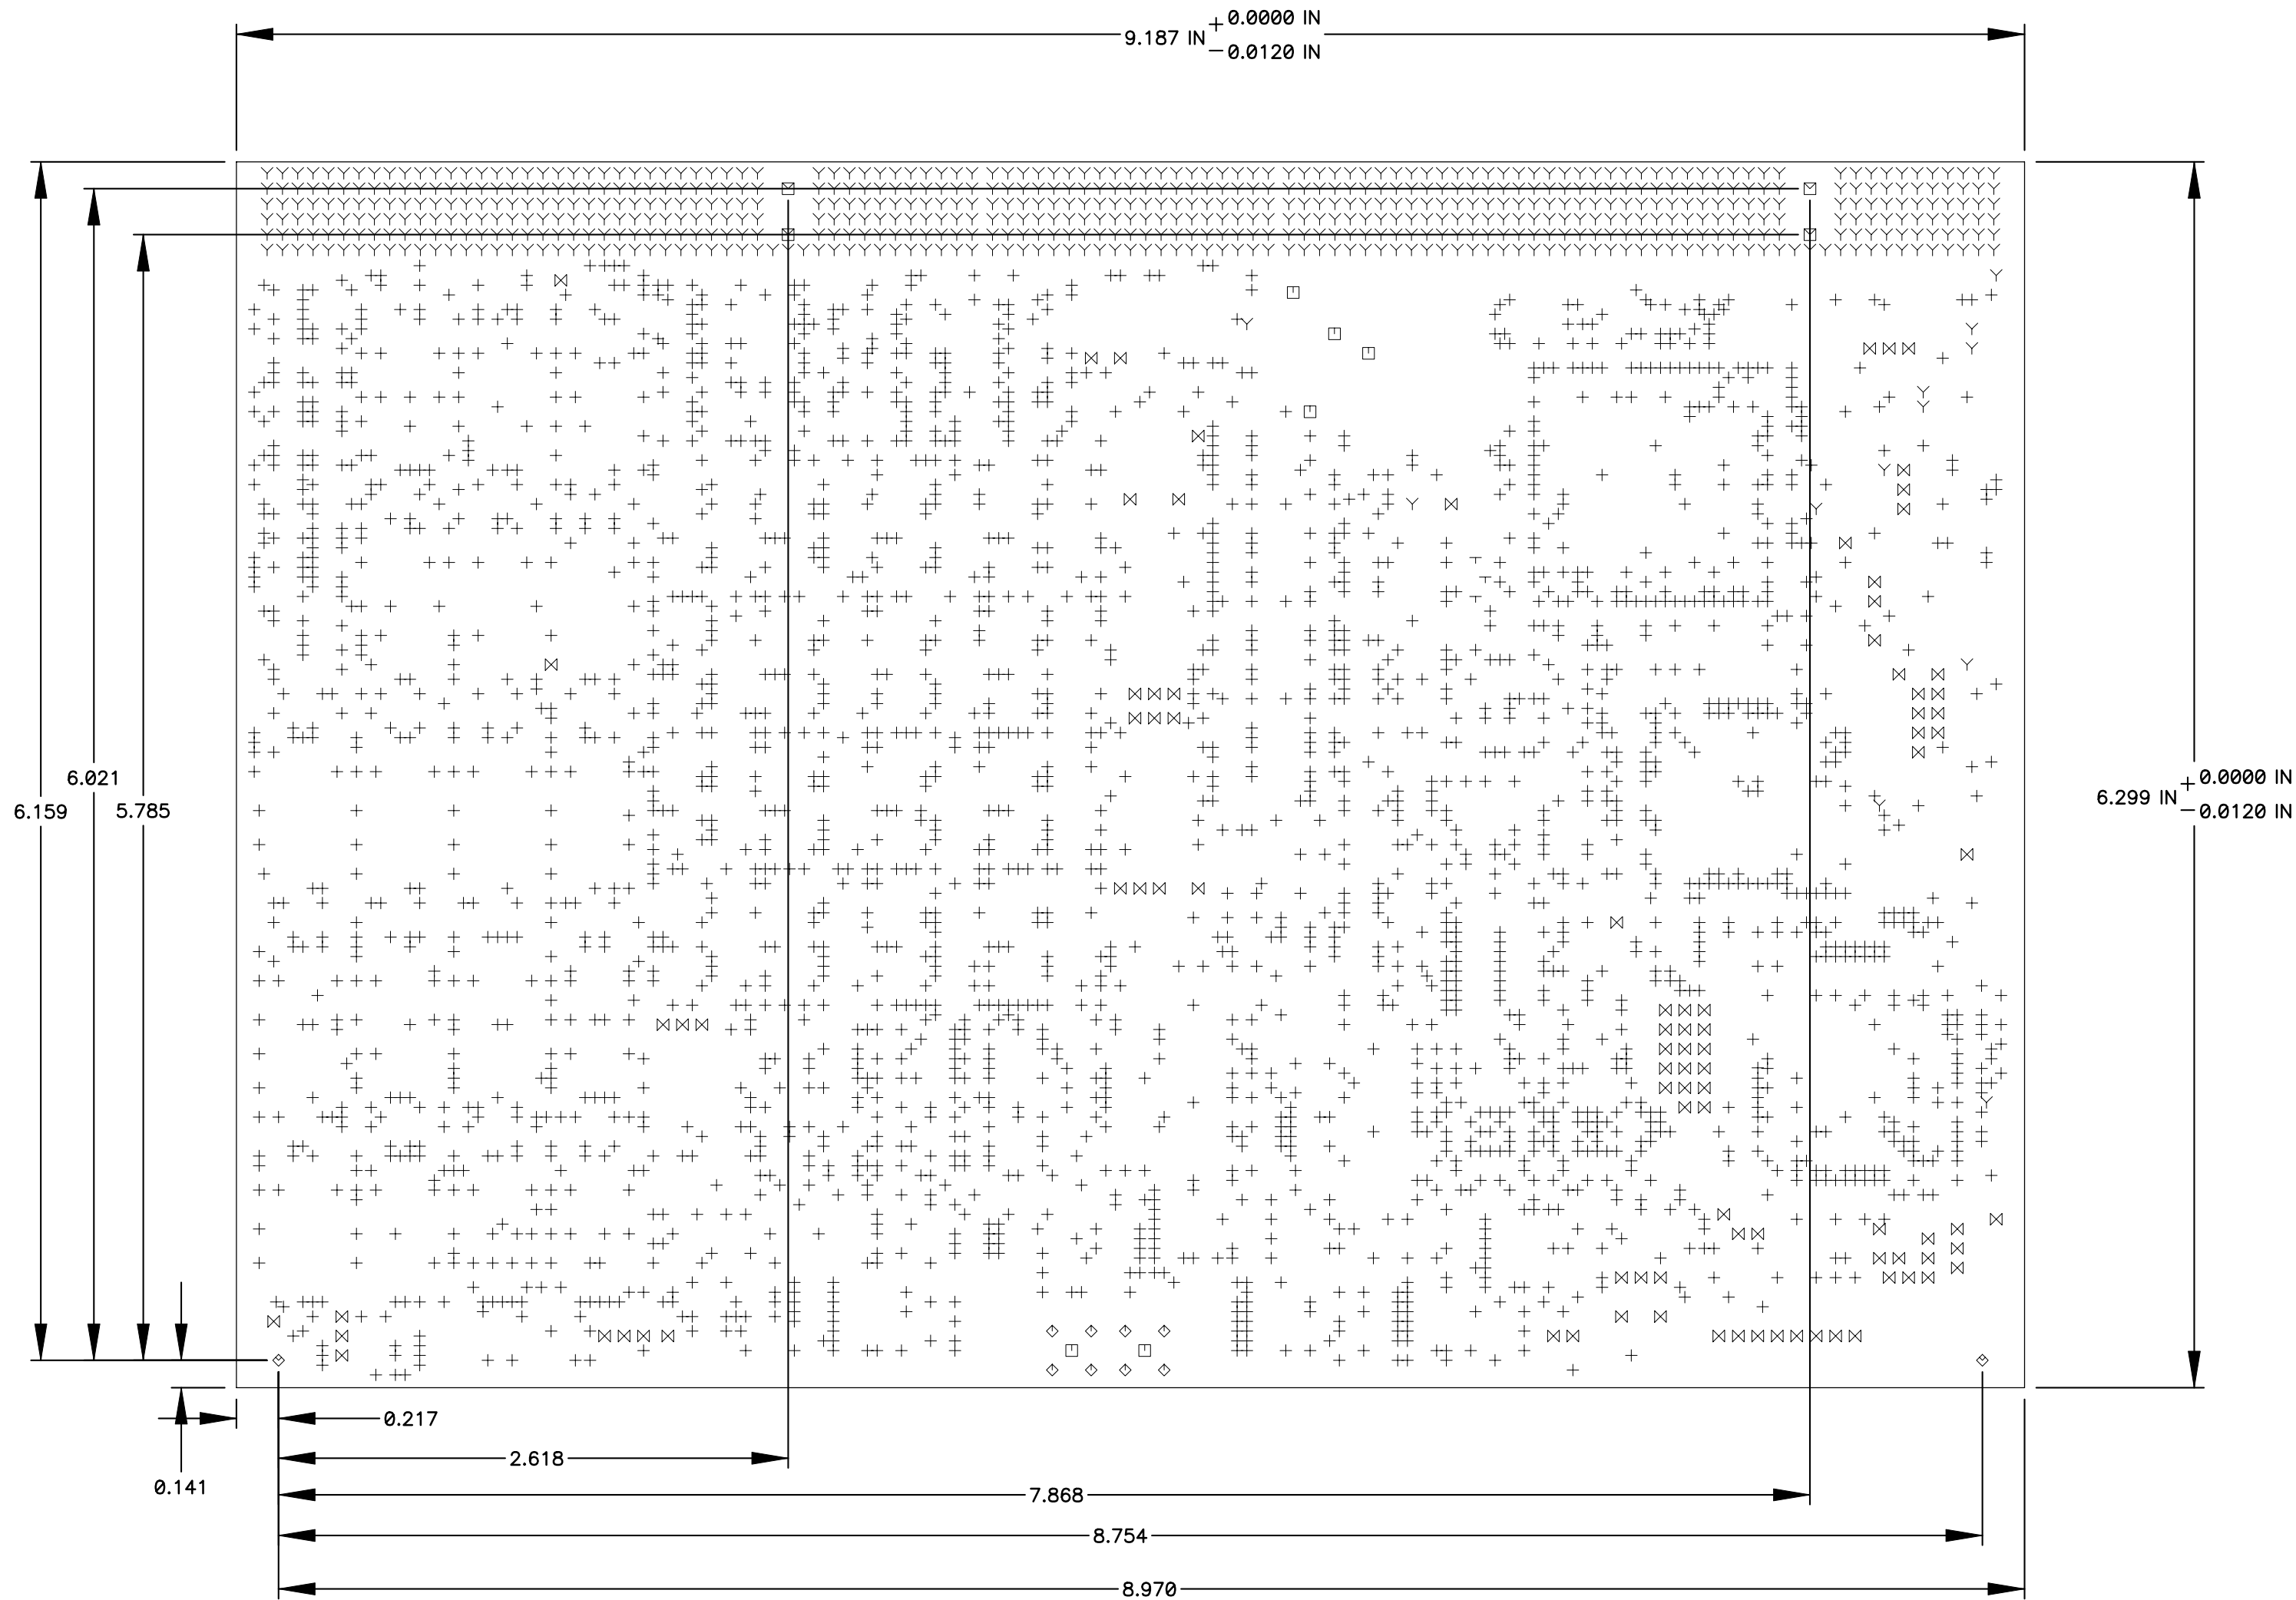 +0.0000 IN
9.187 IN
-0.0120 IN
6.021
6.159
5.785
+0.0000 IN
6.299 IN
-0.0120 IN
0.217
2.618
0.141
7.868
8.754
8.970